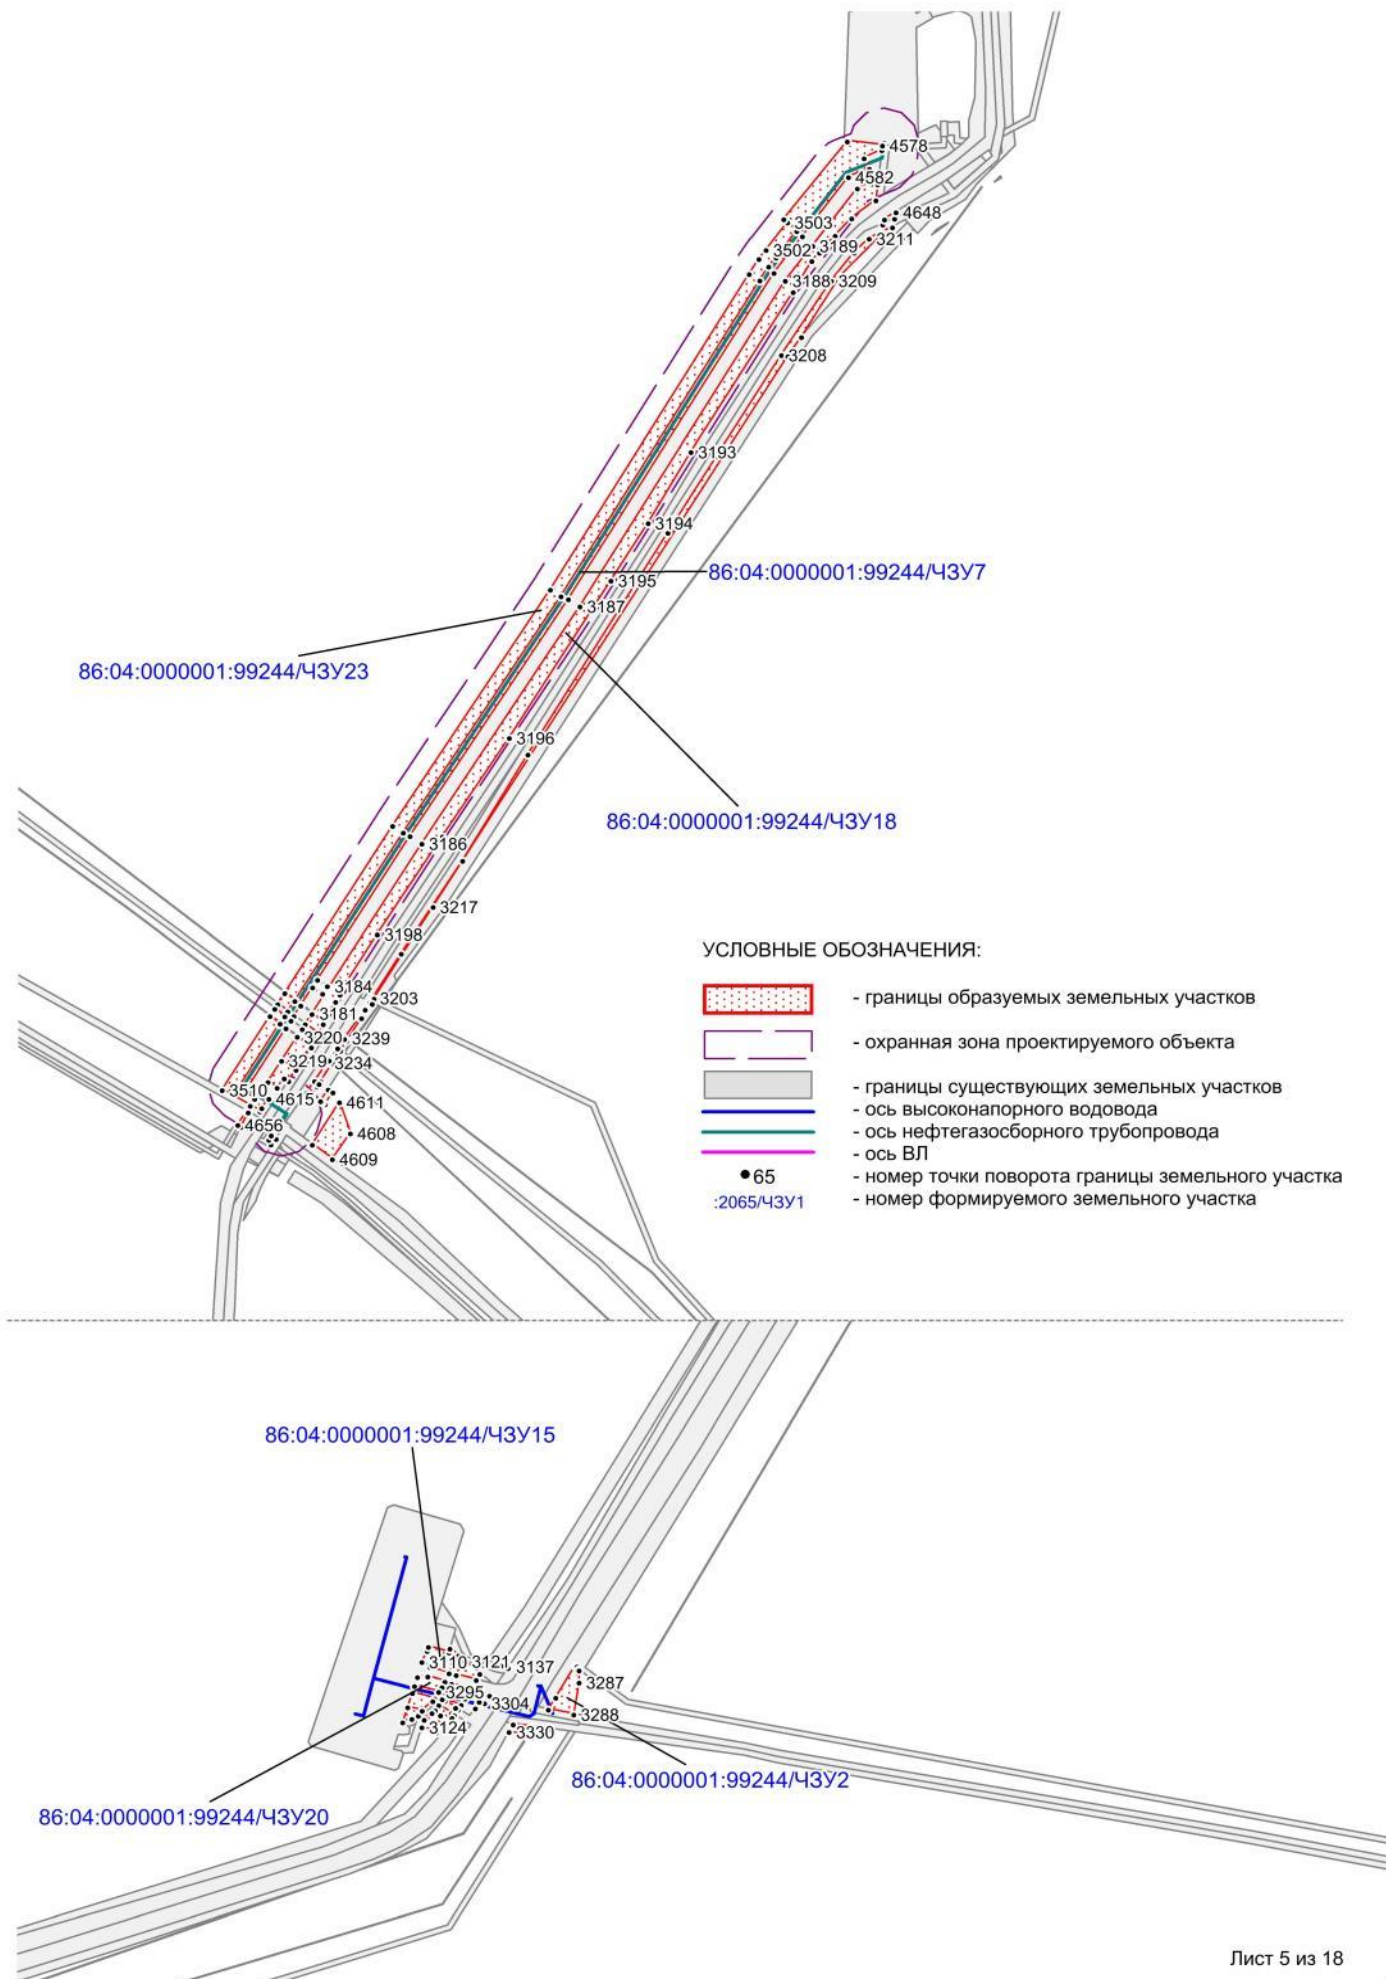 4578
4582
4648
3503
3211
3502
3189
3188
3209
3208
3193
3194
86:04:0000001:99244/ЧЗУ7
3195
3187
86:04:0000001:99244/ЧЗУ23
3196
86:04:0000001:99244/ЧЗУ18
3186
3217
3198
УСЛОВНЫЕ ОБОЗНАЧЕНИЯ:
- границы образуемых земельных участков
- охранная зона проектируемого объекта
- границы существующих земельных участков
- ось высоконапорного водовода
- ось нефтегазосборного трубопровода
- ось ВЛ
65 - номер точки поворота границы земельного участка
:2065/ЧЗУ1 - номер формируемого земельного участка
3184
3203
3181
3220
3239
3219
3234
3510
4615
4611
4656
4608
4609
86:04:0000001:99244/ЧЗУ15
3110
3121
3137
3287
3295
3304
3288
3124
3330
86:04:0000001:99244/ЧЗУ2
86:04:0000001:99244/ЧЗУ20
Лист 5 из 18